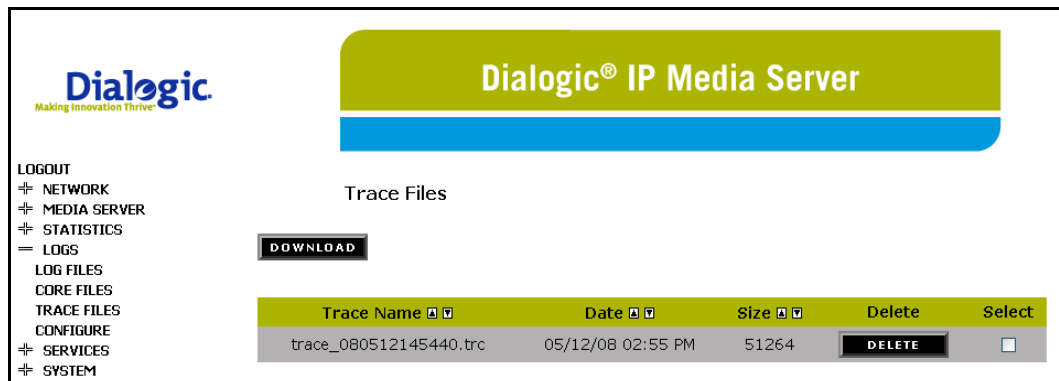 Dialogic.
Making Innovation Thrive™
Dialogic® IP Media Server
LOGOUT
NETWORK
MEDIA SERVER
STATISTICS
LOGS
LOG FILES
CORE FILES
TRACE FILES
CONFIGURE
SERVICES
SYSTEM
Trace Files
DOWNLOAD
Trace Name Date Size Delete Select
trace_080512145440.trc 05/12/08 02:55 PM 51264 DELETE